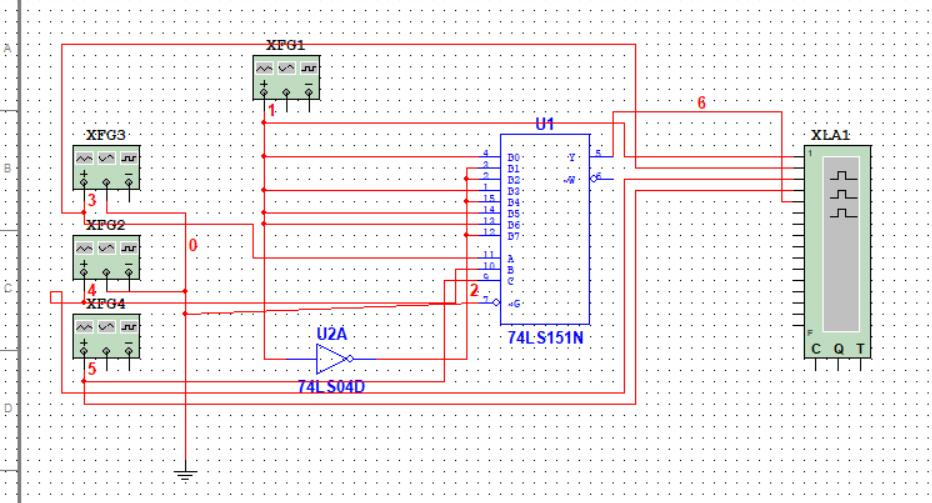 A
B
C
D
XFG1
1
XFG3
3
XFG2
0
4
XFG4
5
U2A
74LS04D
2
U1
4 D0 Y 5
3 D1
2 D2 ~W 6
1 D3
15 D4
14 D5
13 D6
12 D7
11 A
10 B
9 C
7 ~G
74LS151N
6
XLA1
1
F
C Q T